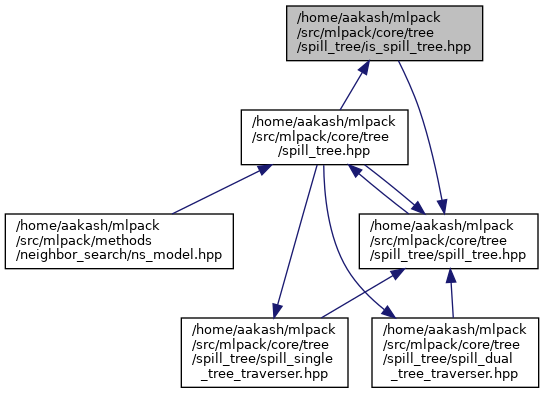 /home/aakash/mlpack
/src/mlpack/core/tree
/spill_tree/is_spill_tree.hpp
/home/aakash/mlpack
/src/mlpack/core/tree
/spill_tree.hpp
/home/aakash/mlpack
/src/mlpack/methods
/neighbor_search/ns_model.hpp
/home/aakash/mlpack
/src/mlpack/core/tree
/spill_tree/spill_tree.hpp
/home/aakash/mlpack
/src/mlpack/core/tree
/spill_tree/spill_single
_tree_traverser.hpp
/home/aakash/mlpack
/src/mlpack/core/tree
/spill_tree/spill_dual
_tree_traverser.hpp